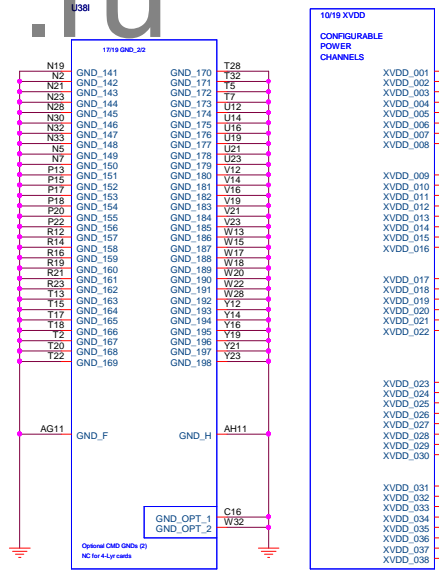 .ru
U38I
17/19 GND_2/2
N19 GND_141 GND_170 T28
N2 GND_142 GND_171 T32
N21 GND_143 GND_172 T5
N23 GND_144 GND_173 T7
N28 GND_145 GND_174 U12
N30 GND_146 GND_175 U14
N32 GND_147 GND_176 U16
N33 GND_148 GND_177 U19
N5 GND_149 GND_178 U21
N7 GND_150 GND_179 U23
P13 GND_151 GND_180 V12
P15 GND_152 GND_181 V14
P17 GND_153 GND_182 V16
P18 GND_154 GND_183 V19
P20 GND_155 GND_184 V21
P22 GND_156 GND_185 V23
R12 GND_157 GND_186 W13
R14 GND_158 GND_187 W15
R16 GND_159 GND_188 W17
R19 GND_160 GND_189 W18
R21 GND_161 GND_190 W20
R23 GND_162 GND_191 W22
T13 GND_163 GND_192 W28
T15 GND_164 GND_193 Y12
T17 GND_165 GND_194 Y14
T18 GND_166 GND_195 Y16
T2 GND_167 GND_196 Y19
T20 GND_168 GND_197 Y21
T22 GND_169 GND_198 Y23
AG11 GND_F GND_H AH11
GND_OPT_1 C16
GND_OPT_2 W32
Optional CMD GNDs (2)
NC for 4-Lyr cards
10/19 XVDD
CONFIGURABLE
POWER
CHANNELS
XVDD_001
XVDD_002
XVDD_003
XVDD_004
XVDD_005
XVDD_006
XVDD_007
XVDD_008
XVDD_009
XVDD_010
XVDD_011
XVDD_012
XVDD_013
XVDD_014
XVDD_015
XVDD_016
XVDD_017
XVDD_018
XVDD_019
XVDD_020
XVDD_021
XVDD_022
XVDD_023
XVDD_024
XVDD_025
XVDD_026
XVDD_027
XVDD_028
XVDD_029
XVDD_030
XVDD_031
XVDD_032
XVDD_033
XVDD_034
XVDD_035
XVDD_036
XVDD_037
XVDD_038